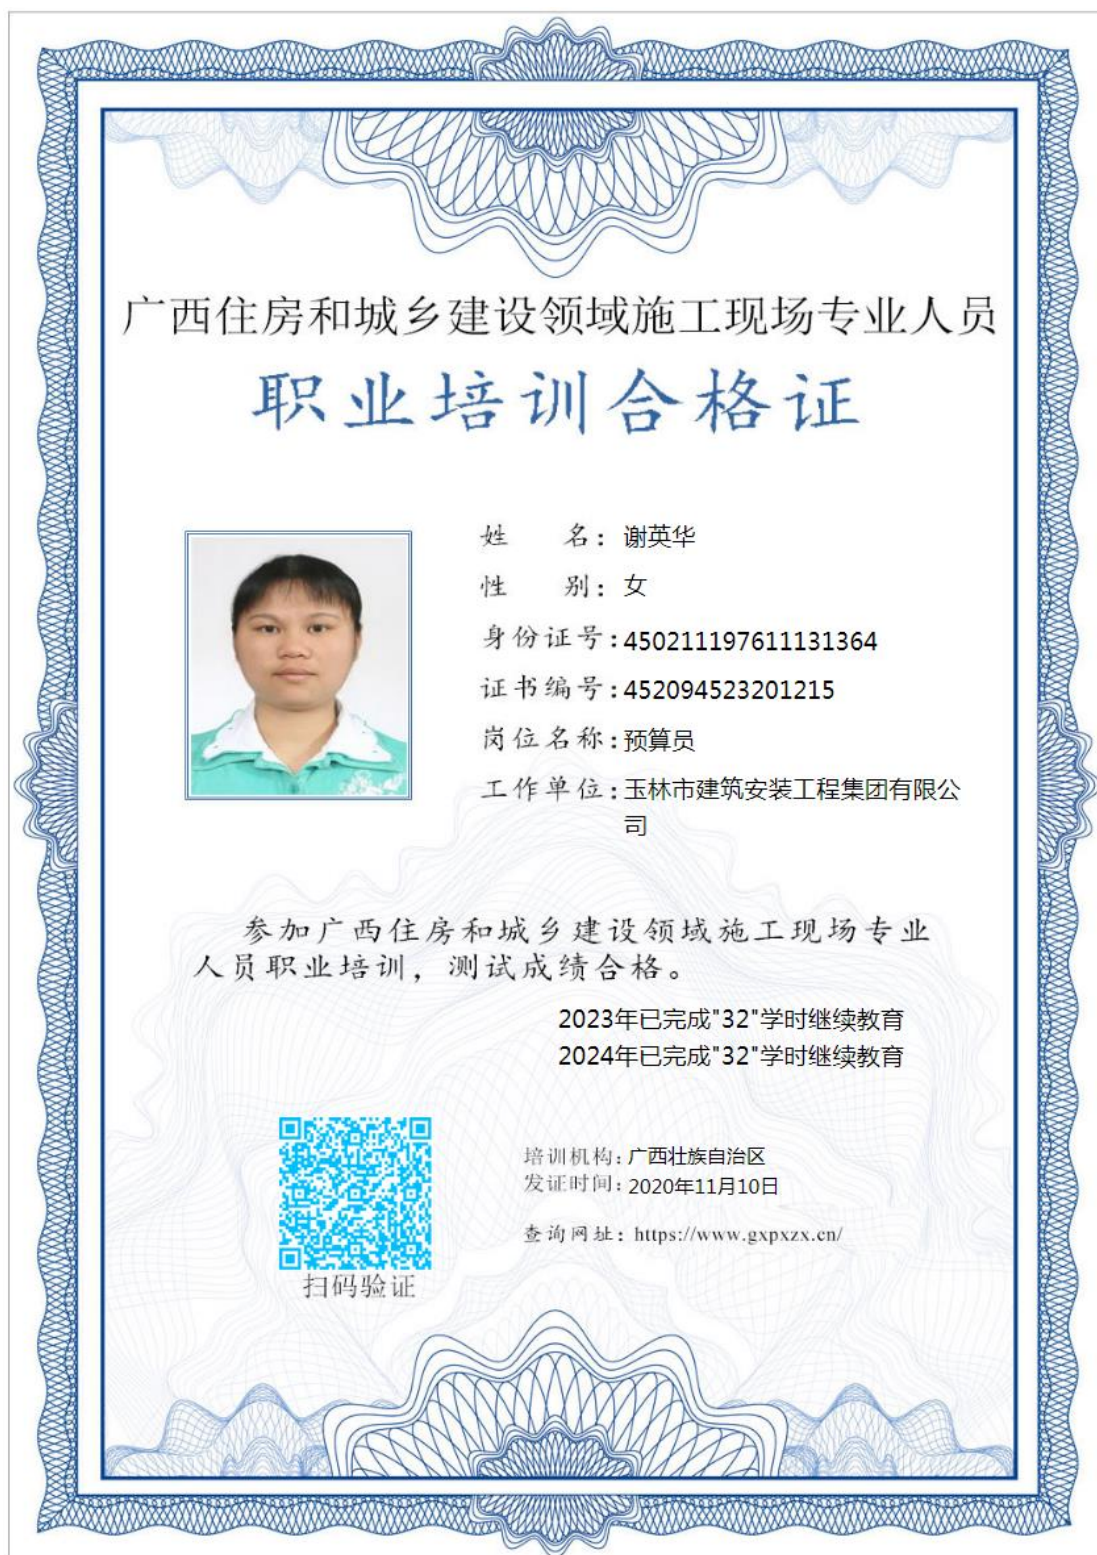 广西住房和城乡建设领域施工现场专业人员
职业培训合格证
姓 名：谢英华
性 别：女
身份证号：450211197611131364
证书编号：452094523201215
岗位名称：预算员
工作单位：玉林市建筑安装工程集团有限公
司
参加广西住房和城乡建设领域施工现场专业
人员职业培训，测试成绩合格。
2023年已完成"32"学时继续教育
2024年已完成"32"学时继续教育
培训机构：广西壮族自治区
发证时间：2020年11月10日
查询网址：https://www.gxpxzx.cn/
扫码验证